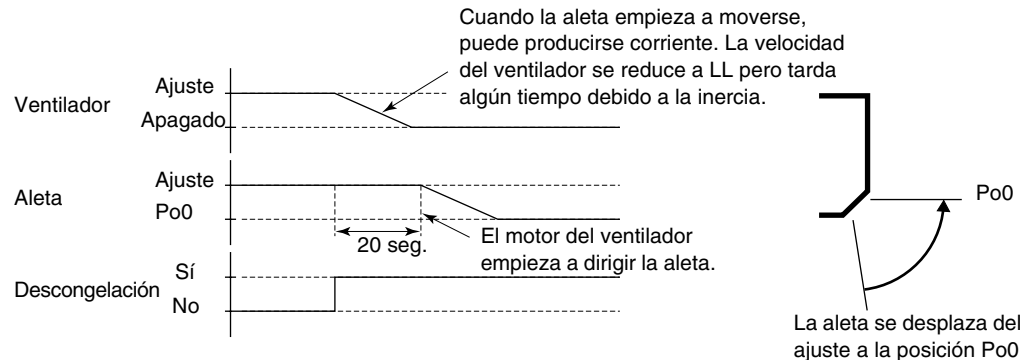 Cuando la aleta empieza a moverse,
puede producirse corriente. La velocidad
del ventilador se reduce a LL pero tarda
algún tiempo debido a la inercia.
Ajuste
Ventilador
Apagado
Ajuste
Aleta
Po0
20 seg.
El motor del ventilador
empieza a dirigir la aleta.
Sí
Descongelación
No
Po0
La aleta se desplaza del
ajuste a la posición Po0